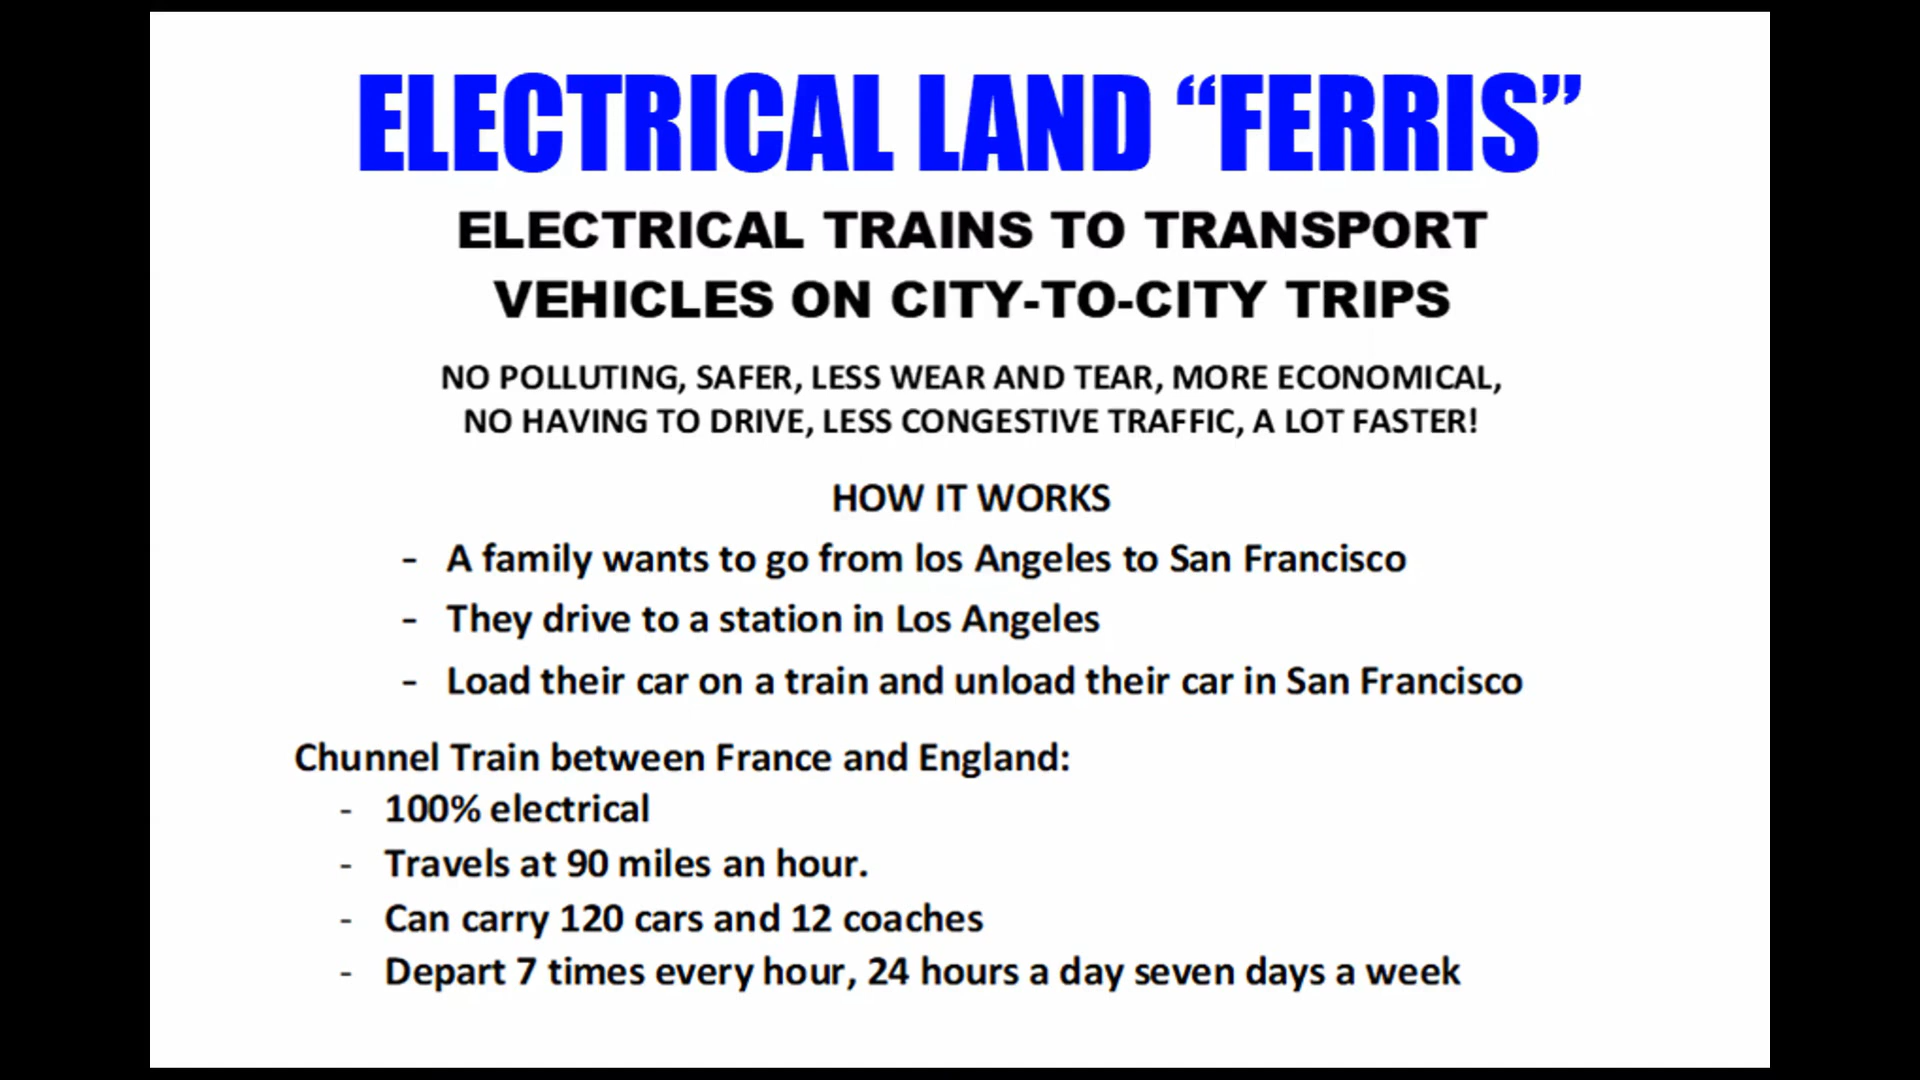 ELECTRICAL LAND “FERRIS”
ELECTRICAL TRAINS TO TRANSPORT
VEHICLES ON CITY-TO-CITY TRIPS
NO POLLUTING, SAFER, LESS WEAR AND TEAR, MORE ECONOMICAL,
NO HAVING TO DRIVE, LESS CONGESTIVE TRAFFIC, A LOT FASTER!
HOW IT WORKS
- A family wants to go from los Angeles to San Francisco
- They drive to a station in Los Angeles
- Load their car on a train and unload their car in San Francisco
Chunnel Train between France and England:
- 100% electrical
- Travels at 90 miles an hour.
- Can carry 120 cars and 12 coaches
- Depart 7 times every hour, 24 hours a day seven days a week